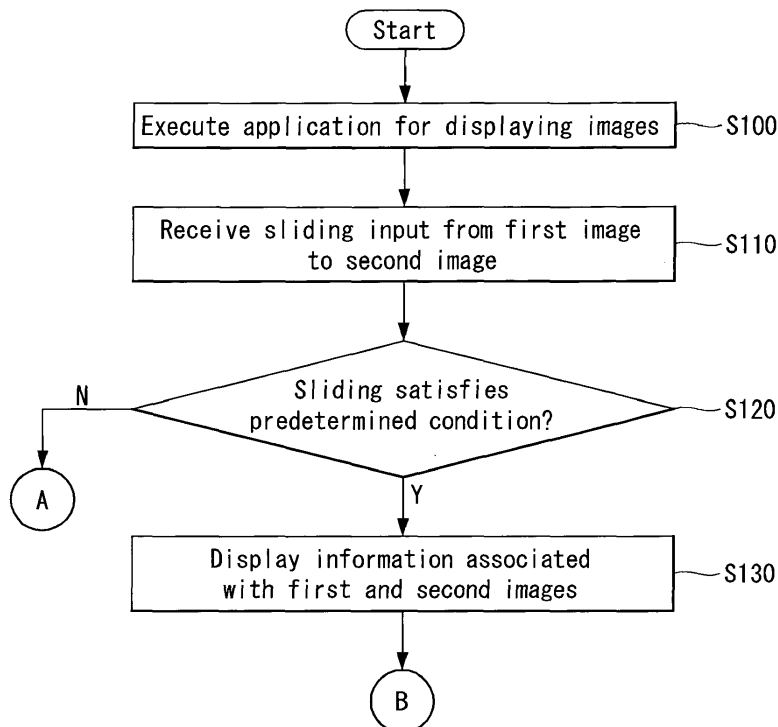 Start
Execute application for displaying images
S100
Receive sliding input from first image
to second image
S110
Sliding satisfies
predetermined condition?
S120
N
A
Y
Display information associated
with first and second images
S130
B